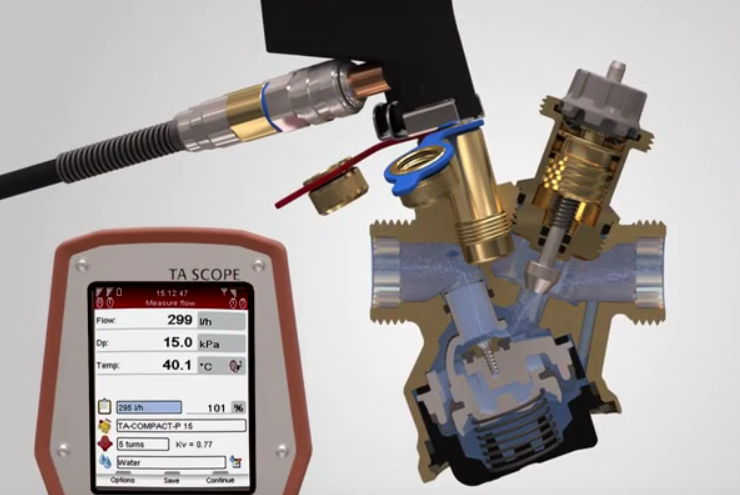 TA SCOPE
15:12:47
Measure flow
Flow: 299 l/h
Dp: 15.0 kPa
Temp: 40.1 °C
295 l/h 101 %
TA-COMPACT-P 15
5 turns Kv = 0.77
Water
Options Save Continue